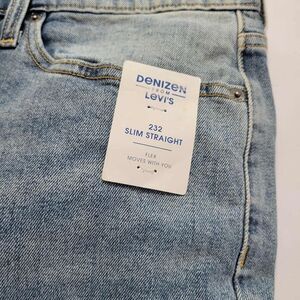 DENIZEN
FROM
LEVI'S
232
SLIM STRAIGHT
FLEX
MOVES WITH YOU